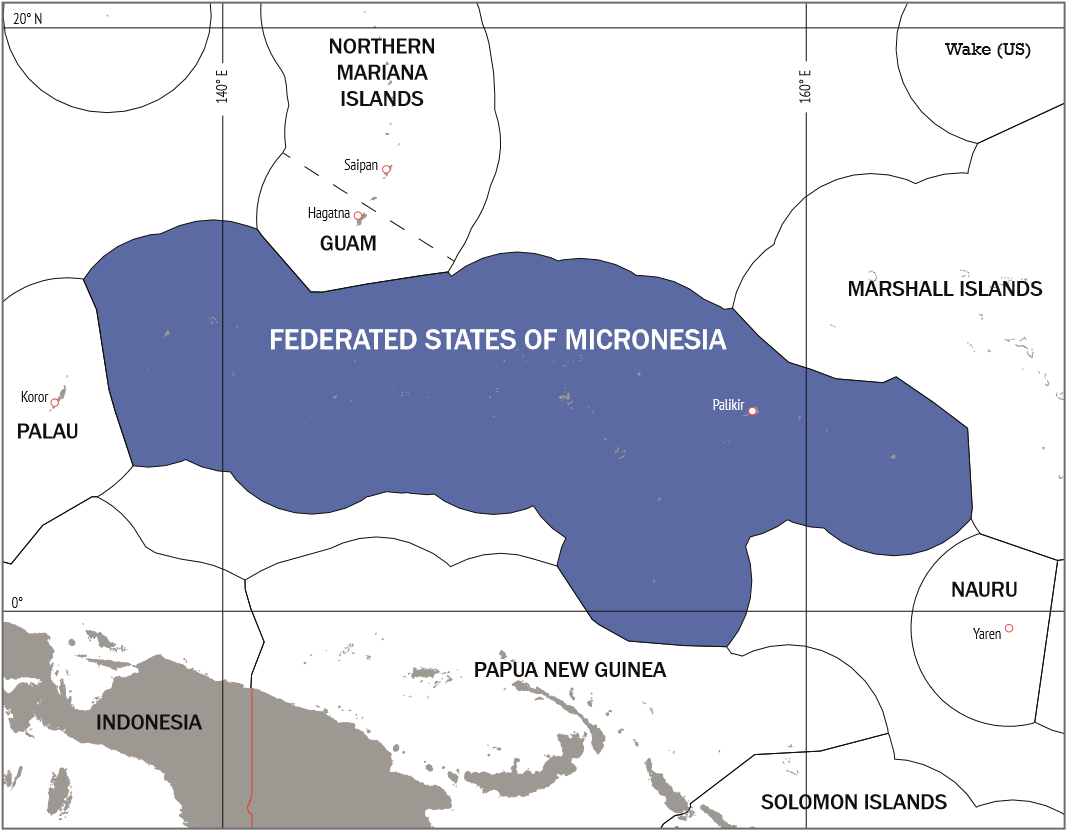 20° N
140° E
160° E
NORTHERN
MARIANA
ISLANDS
Wake (US)
Saipan
Hagatna
GUAM
MARSHALL ISLANDS
FEDERATED STATES OF MICRONESIA
Koror
PALAU
Palikir
0°
NAURU
Yaren
PAPUA NEW GUINEA
INDONESIA
SOLOMON ISLANDS